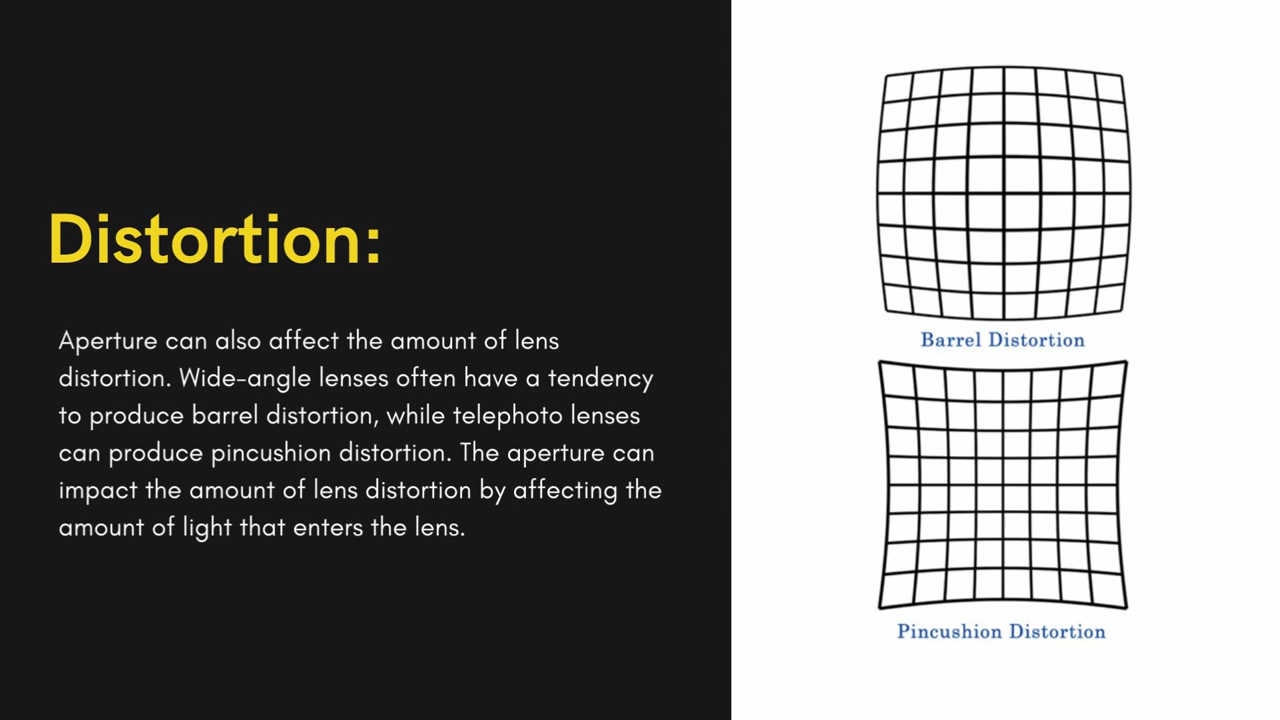 Distortion:
Aperture can also affect the amount of lens
distortion. Wide-angle lenses often have a tendency
to produce barrel distortion, while telephoto lenses
can produce pincushion distortion. The aperture can
impact the amount of lens distortion by affecting the
amount of light that enters the lens.
Barrel Distortion
Pincushion Distortion